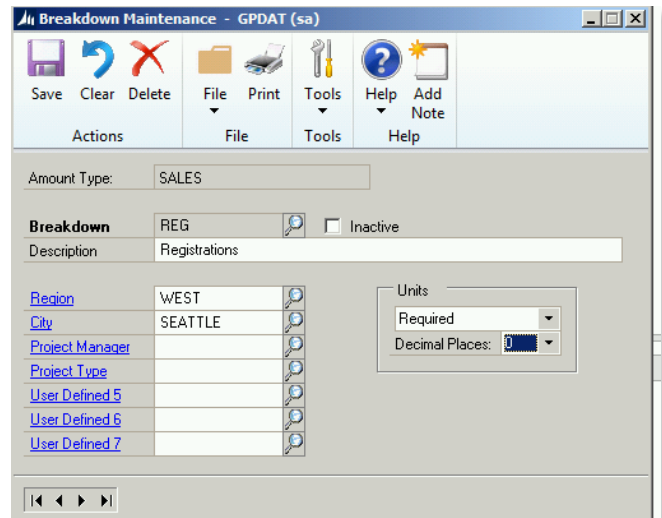 Breakdown Maintenance - GPDAT (sa)
Save Clear Delete File Print Tools Help Add Note
Actions File Tools Help
Amount Type: SALES
Breakdown REG Inactive
Description Registrations
Units
Region WEST Required
City SEATTLE Decimal Places: 0
Project Manager
Project Type
User Defined 5
User Defined 6
User Defined 7